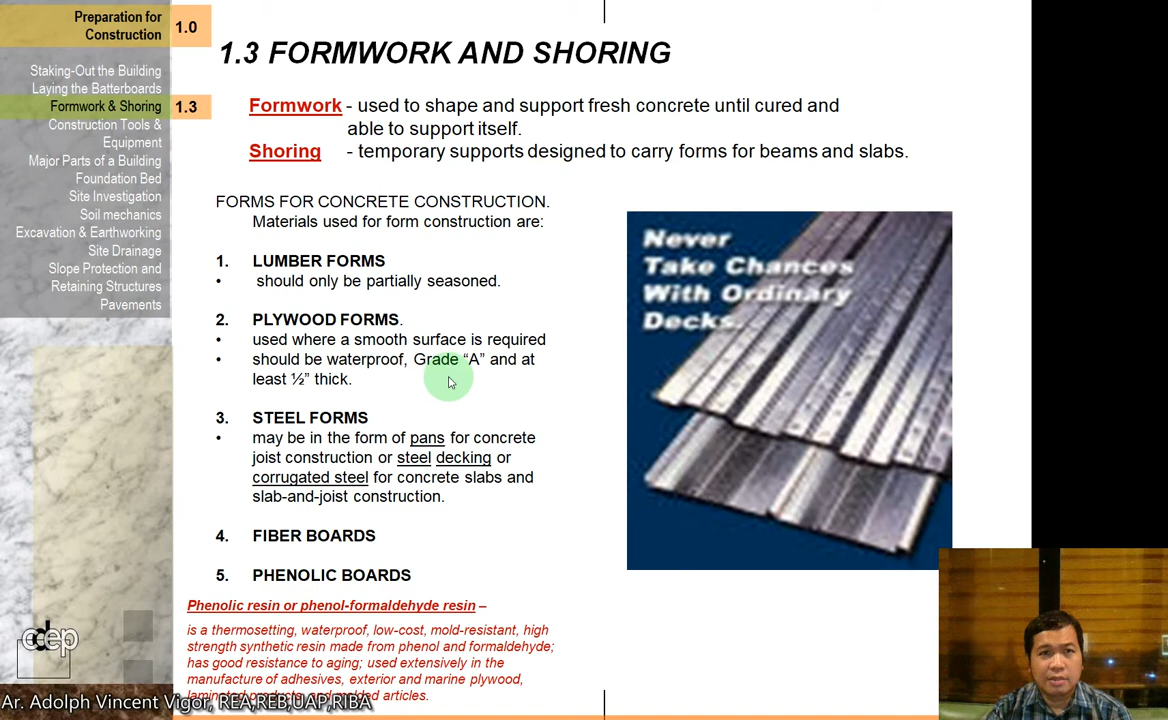 Preparation for
Construction
1.0
Staking-Out the Building
Laying the Batterboards
Formwork & Shoring
1.3
Construction Tools &
Equipment
Major Parts of a Building
Foundation Bed
Site Investigation
Soil mechanics
Excavation & Earthworking
Site Drainage
Slope Protection and
Retaining Structures
Pavements
1.3 FORMWORK AND SHORING
Formwork - used to shape and support fresh concrete until cured and
able to support itself.
Shoring - temporary supports designed to carry forms for beams and slabs.
FORMS FOR CONCRETE CONSTRUCTION.
Materials used for form construction are:
1. LUMBER FORMS
• should only be partially seasoned.
2. PLYWOOD FORMS.
• used where a smooth surface is required
• should be waterproof, Grade “A” and at
least ½” thick.
3. STEEL FORMS
• may be in the form of pans for concrete
joist construction or steel decking or
corrugated steel for concrete slabs and
slab-and-joist construction.
4. FIBER BOARDS
5. PHENOLIC BOARDS
Phenolic resin or phenol-formaldehyde resin –
is a thermosetting, waterproof, low-cost, mold-resistant, high
strength synthetic resin made from phenol and formaldehyde;
has good resistance to aging; used extensively in the
manufacture of adhesives, exterior and marine plywood,
laminated products, and molded articles.
Never
Take Chances
With Ordinary
Decks.
cdep
Ar. Adolph Vincent Vigor, REA,REB,UAP,RIBA